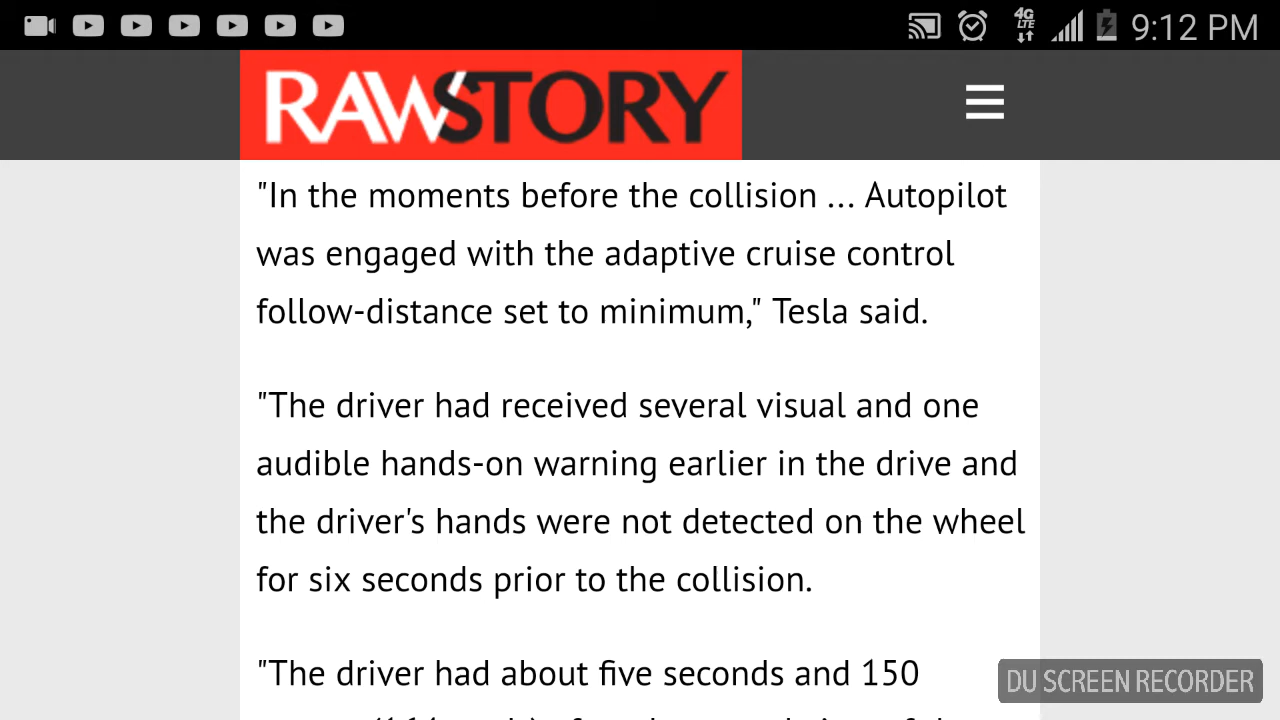 9:12 PM
4G
LTE
RAWSTORY
"In the moments before the collision ... Autopilot
was engaged with the adaptive cruise control
follow-distance set to minimum," Tesla said.
"The driver had received several visual and one
audible hands-on warning earlier in the drive and
the driver's hands were not detected on the wheel
for six seconds prior to the collision.
"The driver had about five seconds and 150
DU SCREEN RECORDER